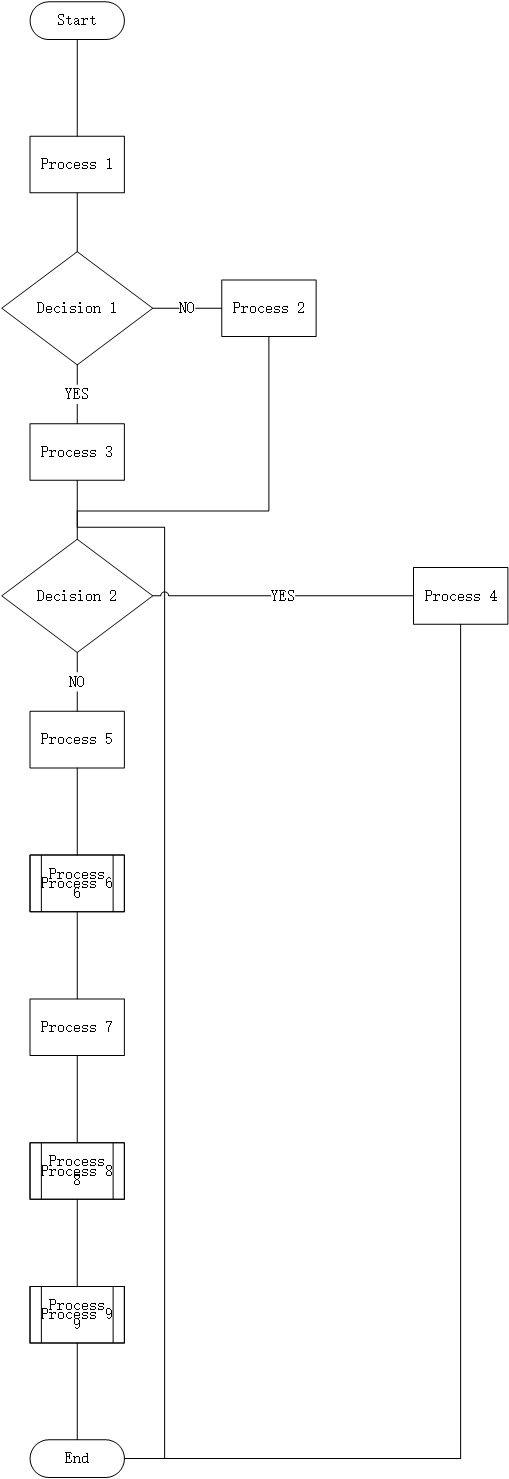 Start
Process 1
Decision 1
NO
Process 2
YES
Process 3
Decision 2
YES
Process 4
NO
Process 5
Process
6
Process 6
Process 7
Process
8
Process 8
Process
9
Process 9
End